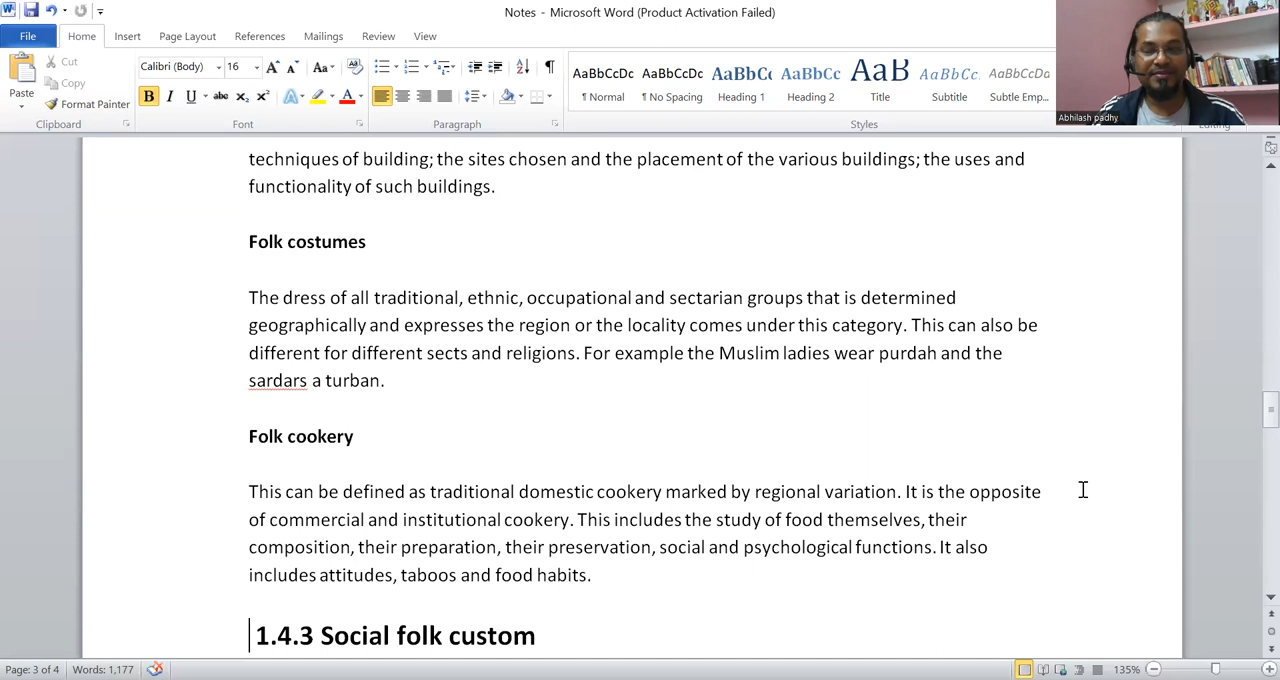 Notes - Microsoft Word (Product Activation Failed)
File Home Insert Page Layout References Mailings Review View
Cut
Copy
Format Painter
Paste
Clipboard
Calibri (Body) 16
Font
Paragraph
AaBbCcDc AaBbCcDc AaBbCc AaBbCc AaB AaBbCc. AaBbCcDa
¶ Normal ¶ No Spacing Heading 1 Heading 2 Title Subtitle Subtle Emp...
Styles
Abhilash padhy
techniques of building; the sites chosen and the placement of the various buildings; the uses and
functionality of such buildings.
Folk costumes
The dress of all traditional, ethnic, occupational and sectarian groups that is determined
geographically and expresses the region or the locality comes under this category. This can also be
different for different sects and religions. For example the Muslim ladies wear purdah and the
sardars a turban.
Folk cookery
This can be defined as traditional domestic cookery marked by regional variation. It is the opposite
of commercial and institutional cookery. This includes the study of food themselves, their
composition, their preparation, their preservation, social and psychological functions. It also
includes attitudes, taboos and food habits.
1.4.3 Social folk custom
Page: 3 of 4 Words: 1,177 135%